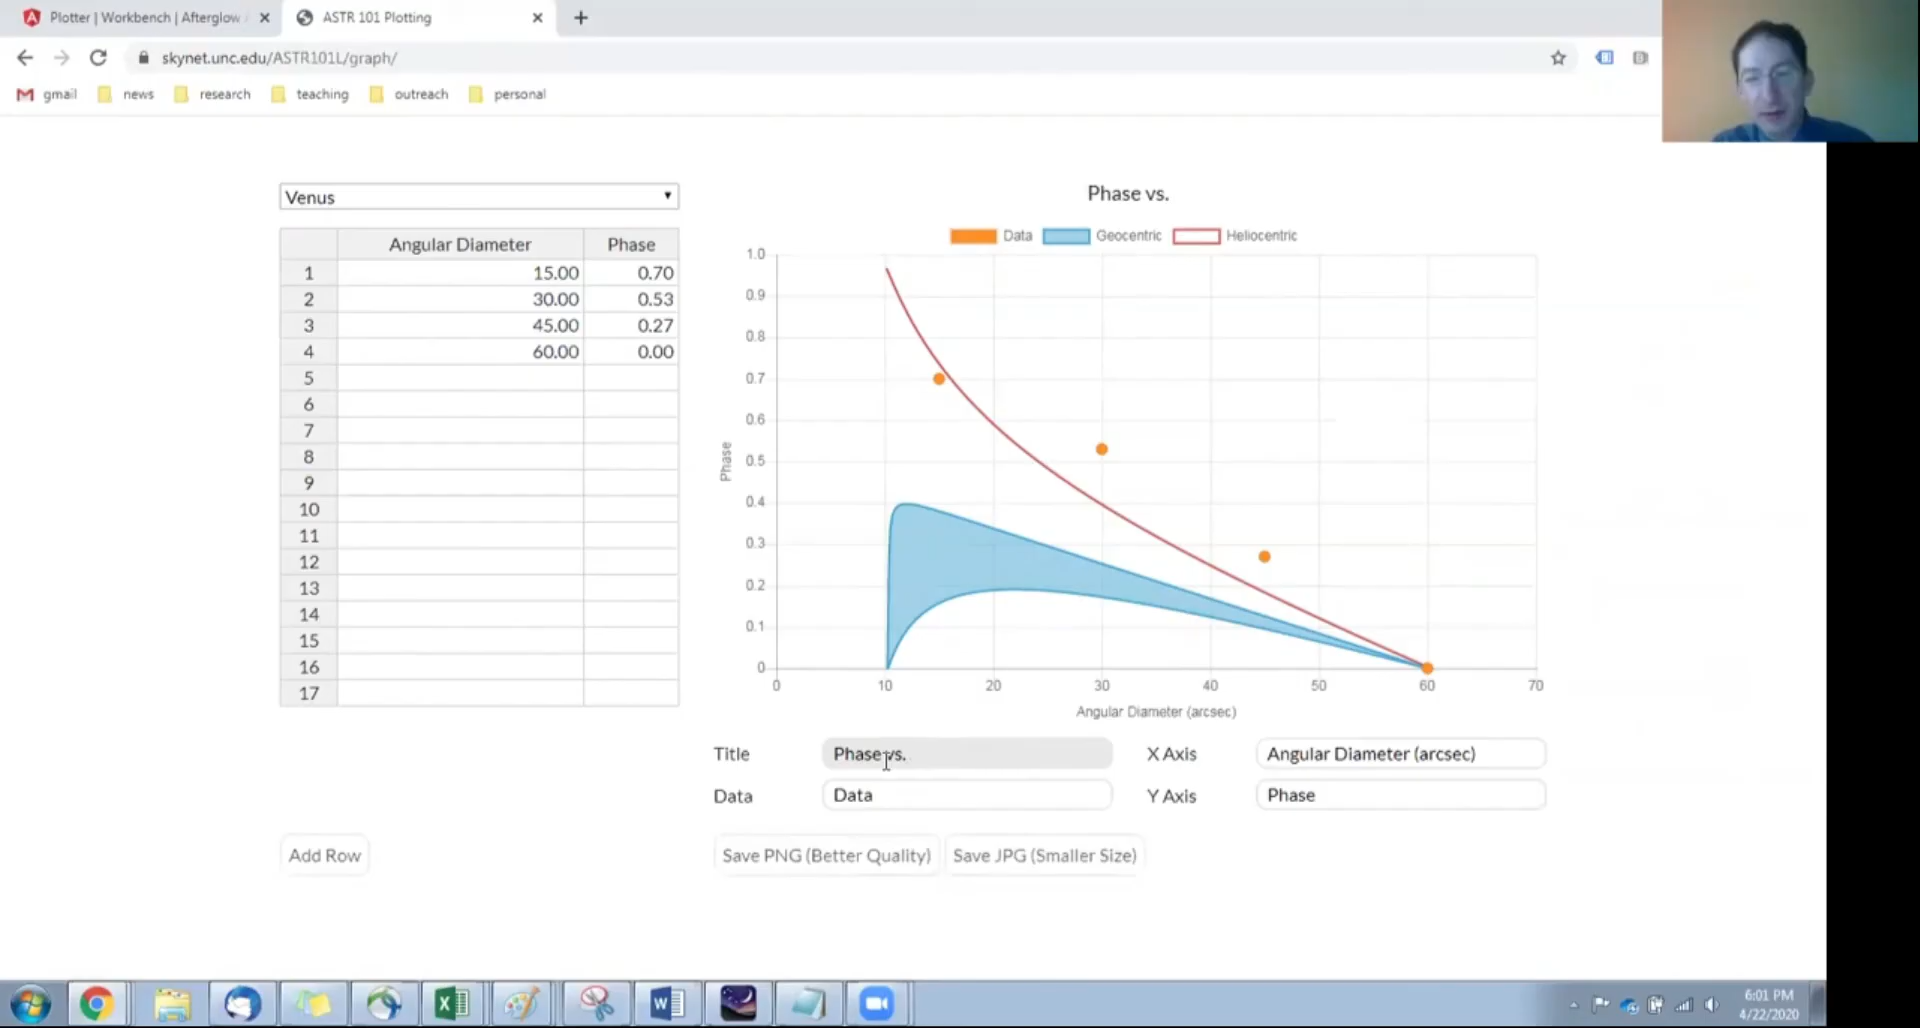 Plotter | Workbench | Afterglow
ASTR 101 Plotting
skynet.unc.edu/ASTR101L/graph/
gmail news research teaching outreach personal
Venus
Angular Diameter Phase
1 15.00 0.70
2 30.00 0.53
3 45.00 0.27
4 60.00 0.00
5
6
7
8
9
10
11
12
13
14
15
16
17
Phase vs.
Data Geocentric Heliocentric
1.0
0.9
0.8
0.7
0.6
0.5
0.4
0.3
0.2
0.1
0
Phase
0 10 20 30 40 50 60 70
Angular Diameter (arcsec)
Title Phase vs. X Axis Angular Diameter (arcsec)
Data Data Y Axis Phase
Add Row Save PNG (Better Quality) Save JPG (Smaller Size)
6:01 PM
4/22/2020